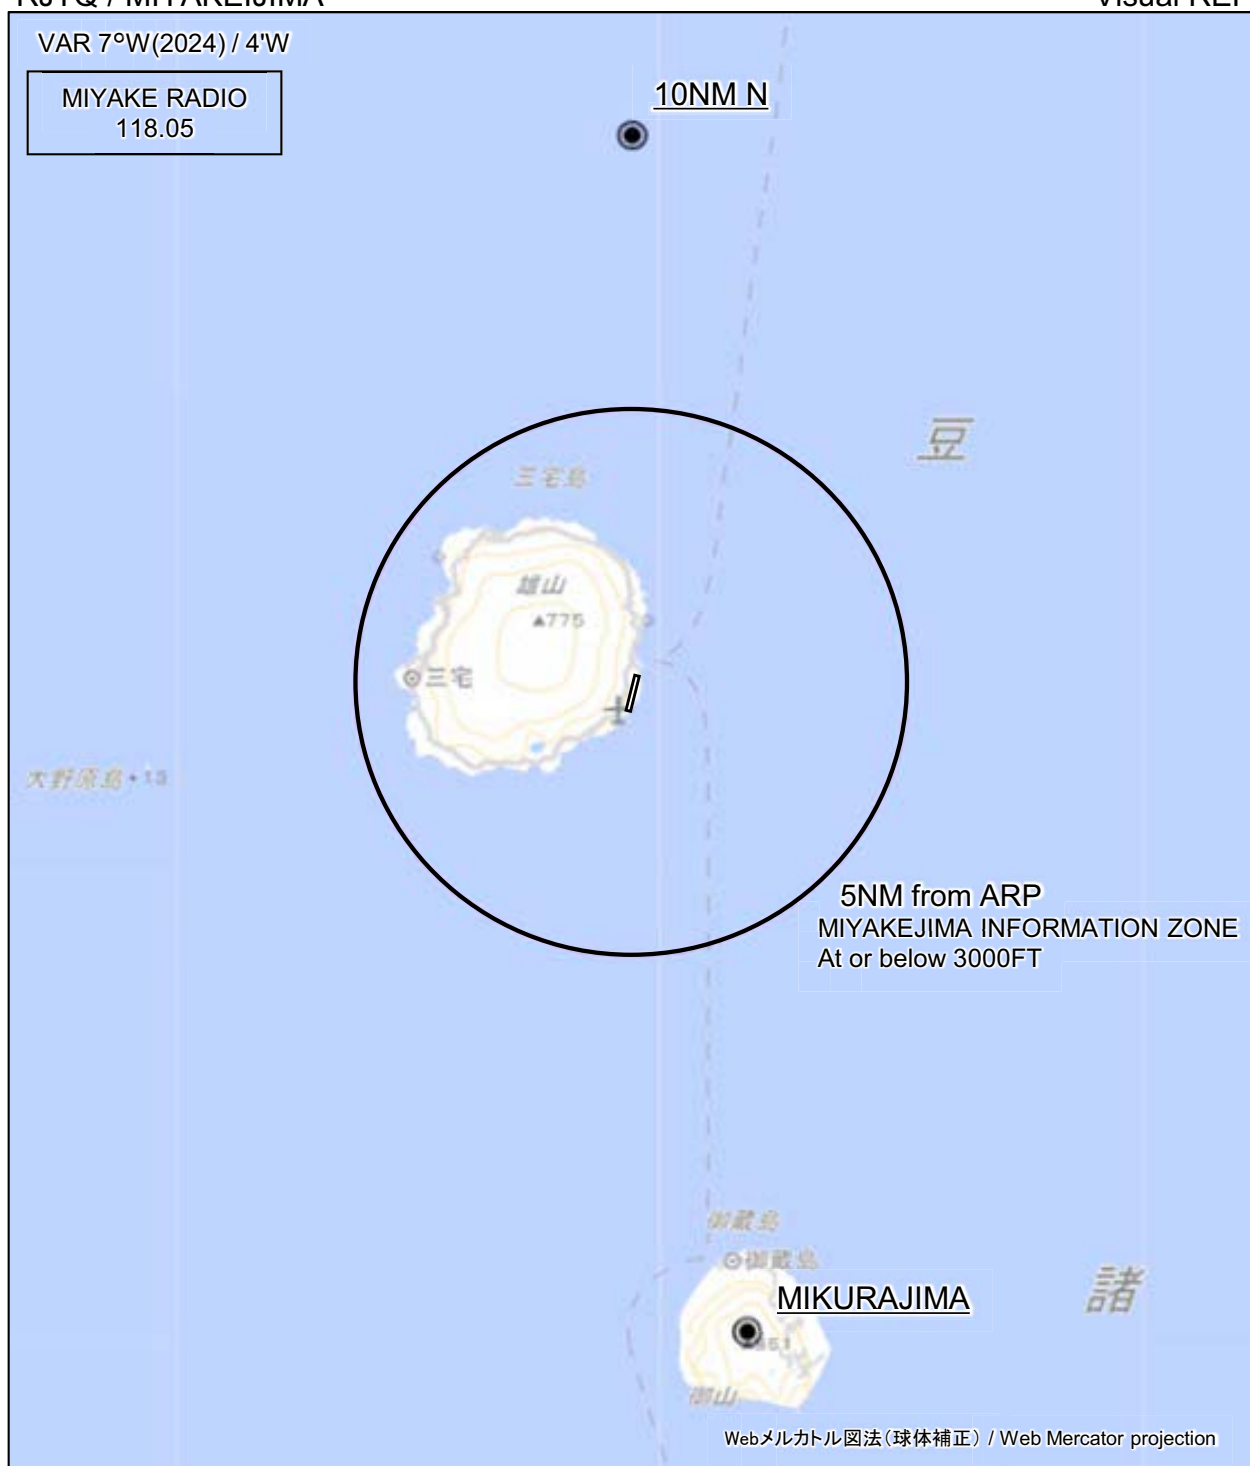 VAR 7°W(2024) / 4'W
MIYAKE RADIO
118.05
10NM N
豆
三宅島
雄山
▲775
三宅
大野原島・13
5NM from ARP
MIYAKEJIMA INFORMATION ZONE
At or below 3000FT
御蔵島
御蔵島
MIKURAJIMA
諸
御山
Webメルカトル図法(球体補正) / Web Mercator projection